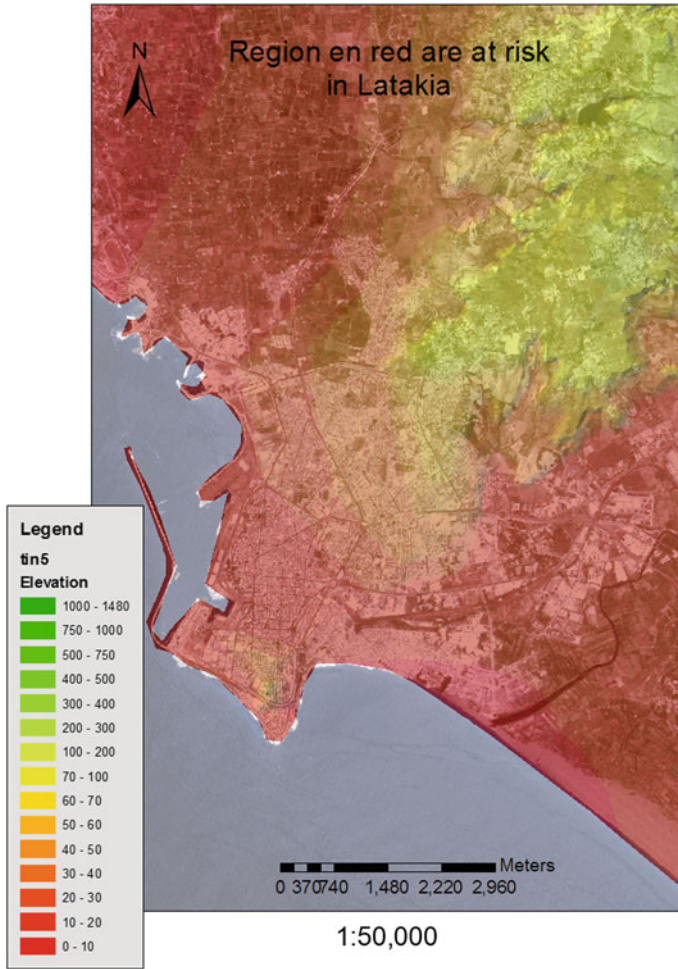 Region en red are at risk
in Latakia
N
Legend
tin5
Elevation
1000 - 1480
750 - 1000
500 - 750
400 - 500
300 - 400
200 - 300
100 - 200
70 - 100
60 - 70
50 - 60
40 - 50
30 - 40
20 - 30
10 - 20
0 - 10
Meters
0 370 740 1,480 2,220 2,960
1:50,000